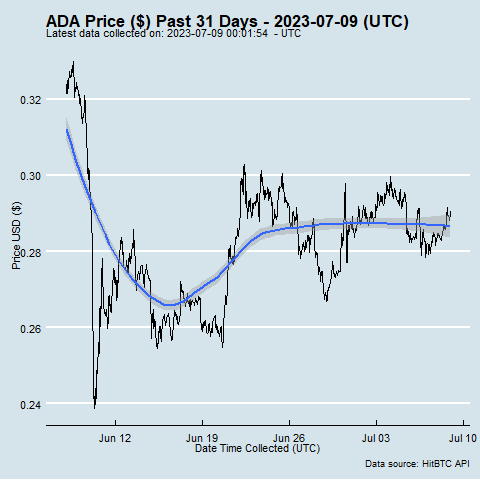 ADA Price ($) Past 31 Days - 2023-07-09 (UTC)
Latest data collected on: 2023-07-09 00:01:54 - UTC
Price USD ($)
0.32
0.30
0.28
0.26
0.24
Jun 12 Jun 19 Jun 26 Jul 03 Jul 10
Date Time Collected (UTC)
Data source: HitBTC API